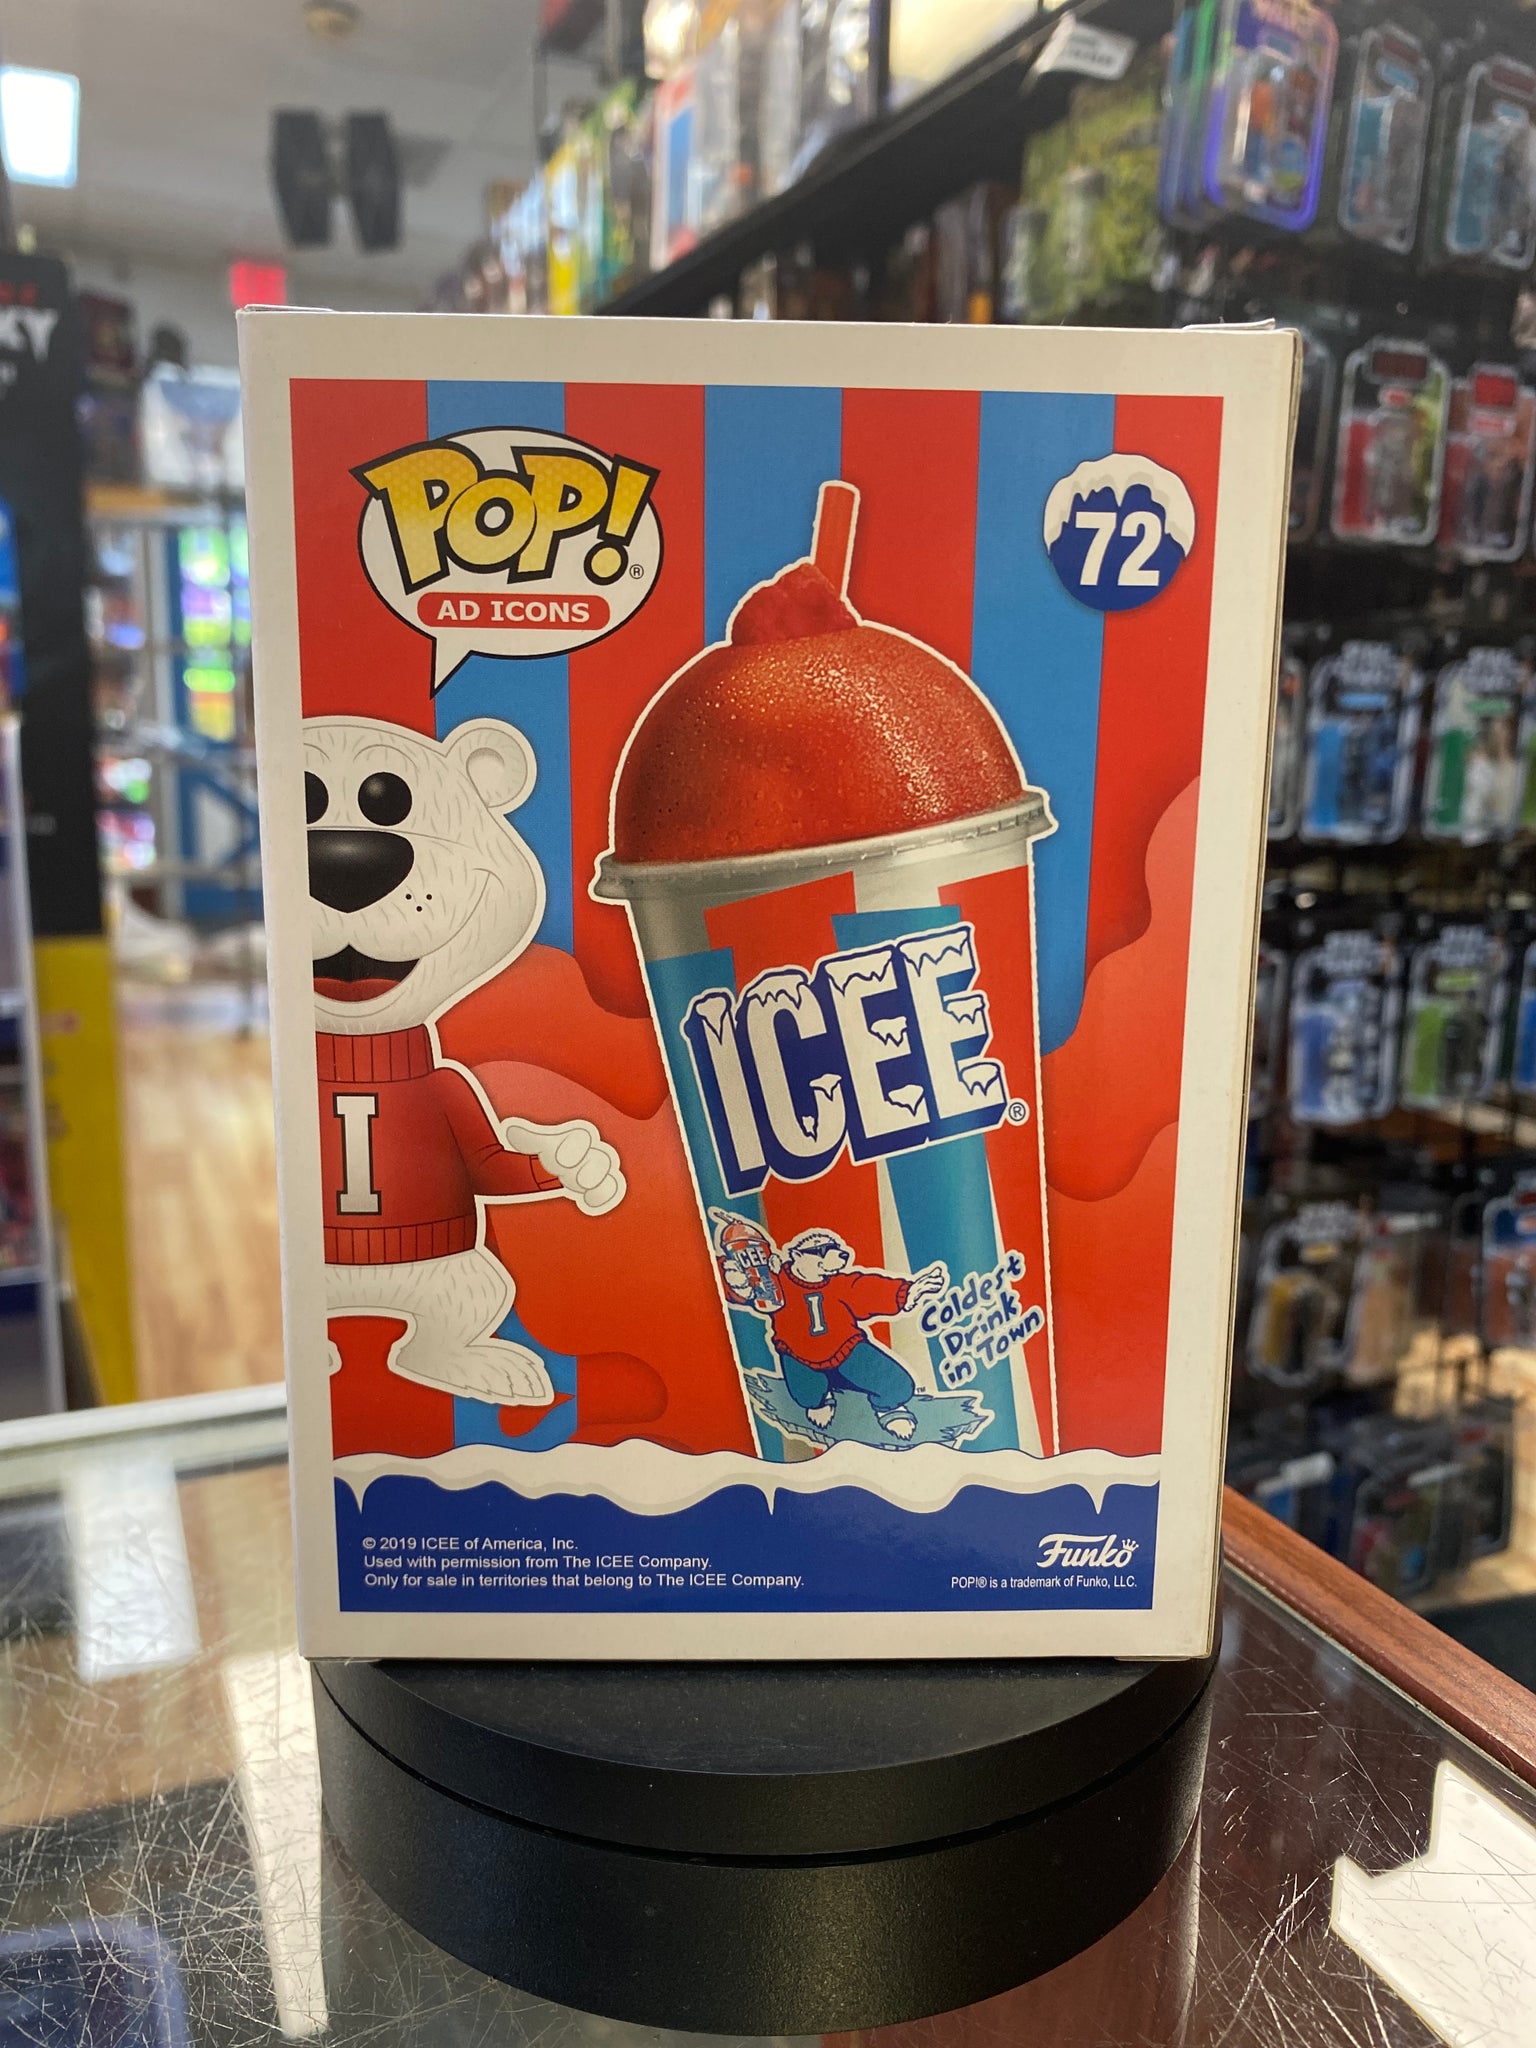 POP!®
AD ICONS
72
ICEE®
ICEE
I
I
Coldest
Drink
in Town
™
© 2019 ICEE of America, Inc.
Used with permission from The ICEE Company.
Only for sale in territories that belong to The ICEE Company.
Funko
POP!® is a trademark of Funko, LLC.